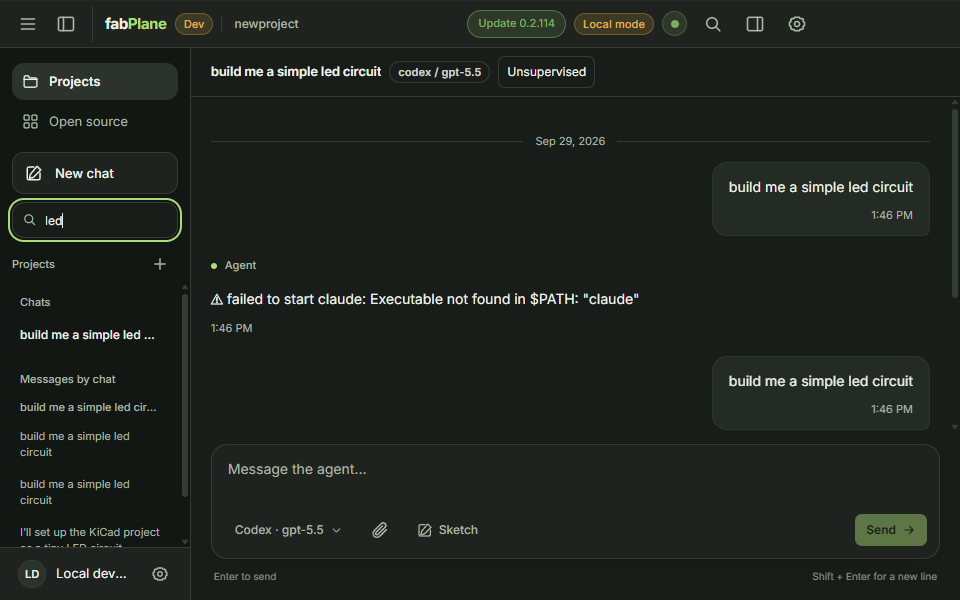 fabPlane Dev newproject Update 0.2.114 Local mode
Projects
Open source
New chat
led
Projects
Chats
build me a simple led ...
Messages by chat
build me a simple led cir...
build me a simple led
circuit
build me a simple led
circuit
I'll set up the KiCad project
as a tiny LED circuit
LD Local dev...
build me a simple led circuit codex / gpt-5.5 Unsupervised
Sep 29, 2026
build me a simple led circuit
1:46 PM
Agent
⚠ failed to start claude: Executable not found in $PATH: "claude"
1:46 PM
build me a simple led circuit
1:46 PM
Message the agent...
Codex · gpt-5.5 Sketch Send →
Enter to send Shift + Enter for a new line